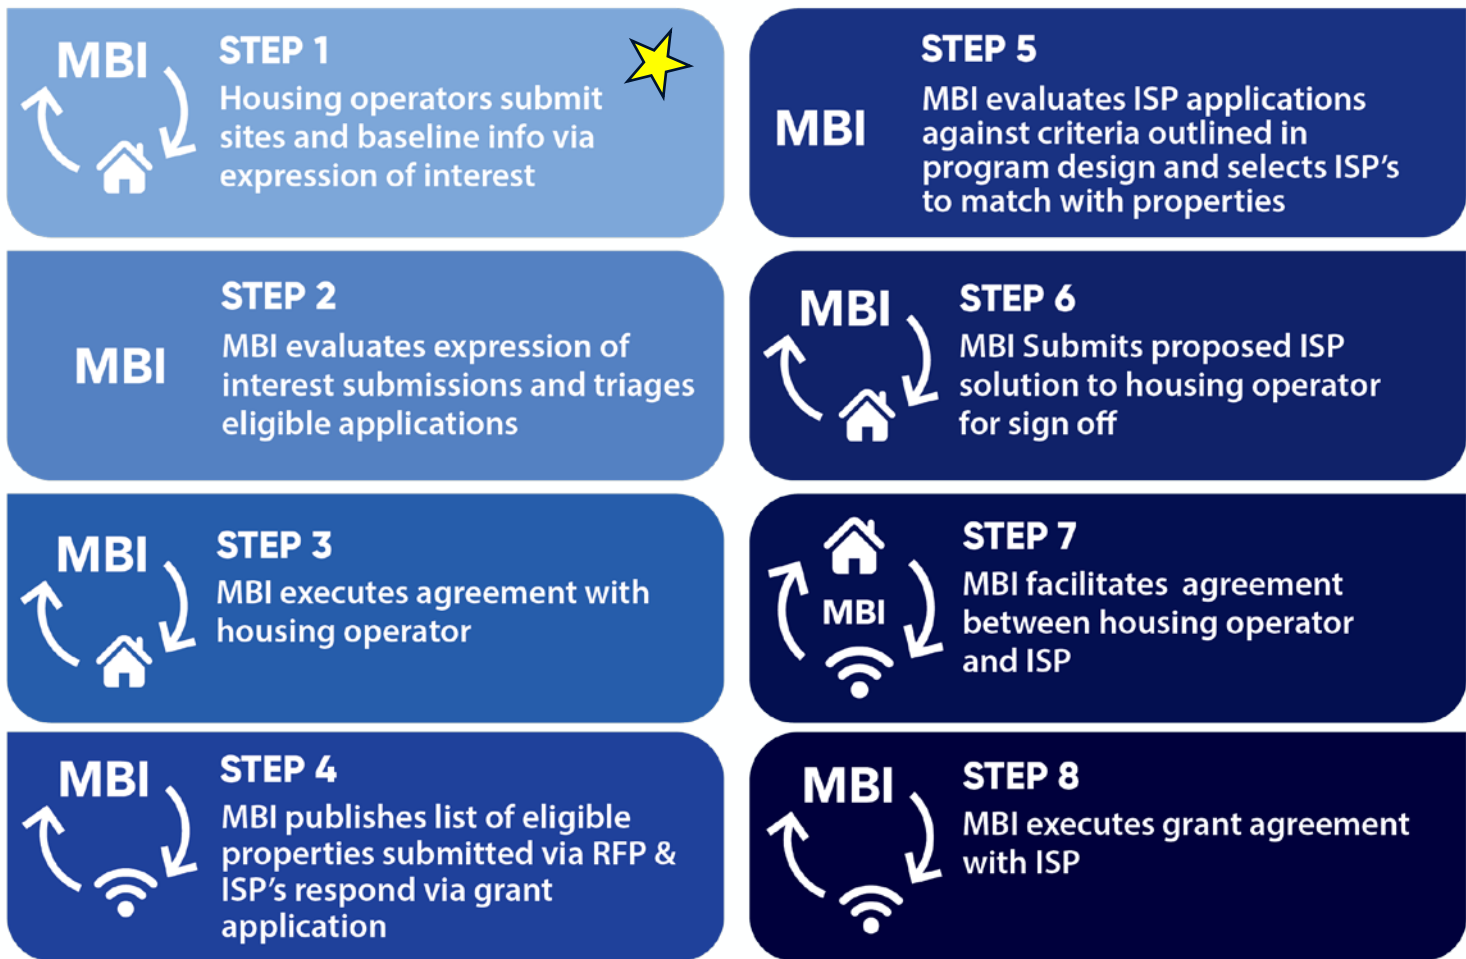 MBI
STEP 1
Housing operators submit
sites and baseline info via
expression of interest
MBI
STEP 2
MBI evaluates expression of
interest submissions and triages
eligible applications
MBI
STEP 3
MBI executes agreement with
housing operator
MBI
STEP 4
MBI publishes list of eligible
properties submitted via RFP &
ISP’s respond via grant
application
MBI
STEP 5
MBI evaluates ISP applications
against criteria outlined in
program design and selects ISP’s
to match with properties
MBI
STEP 6
MBI Submits proposed ISP
solution to housing operator
for sign off
MBI
STEP 7
MBI facilitates  agreement
between housing operator
and ISP
MBI
STEP 8
MBI executes grant agreement
with ISP